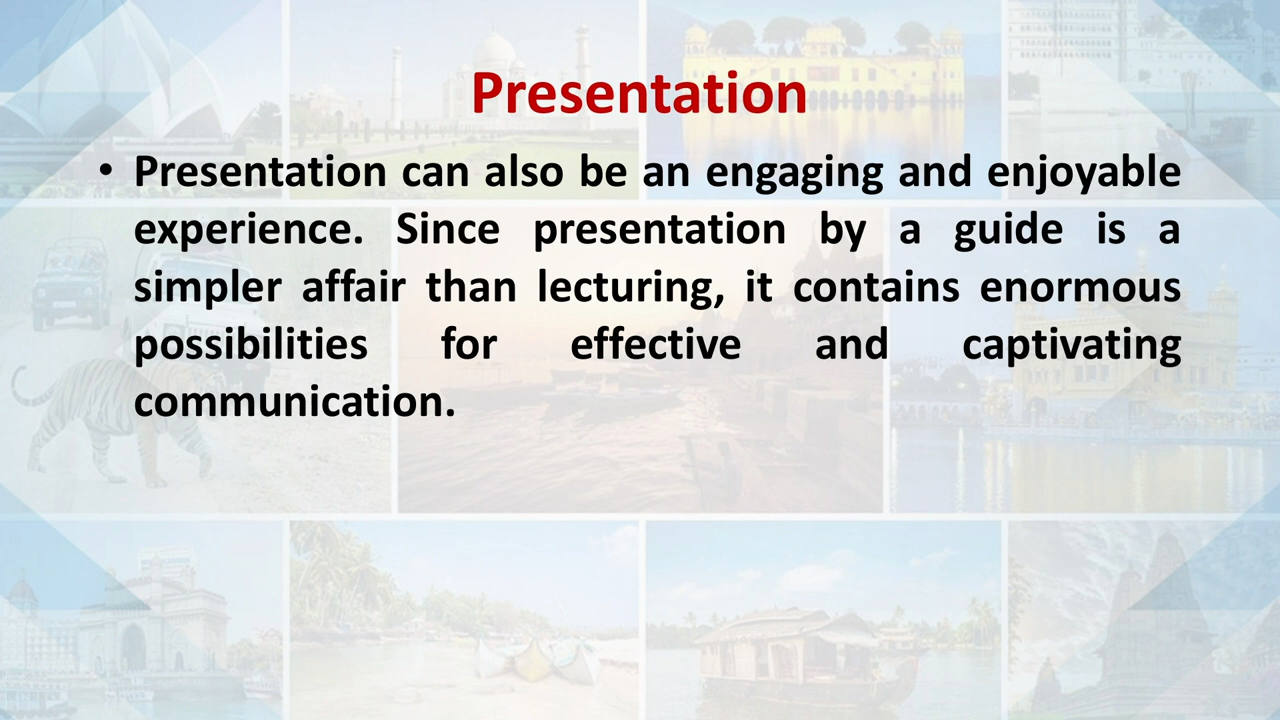 Presentation
• Presentation can also be an engaging and enjoyable
experience. Since presentation by a guide is a
simpler affair than lecturing, it contains enormous
possibilities for effective and captivating
communication.